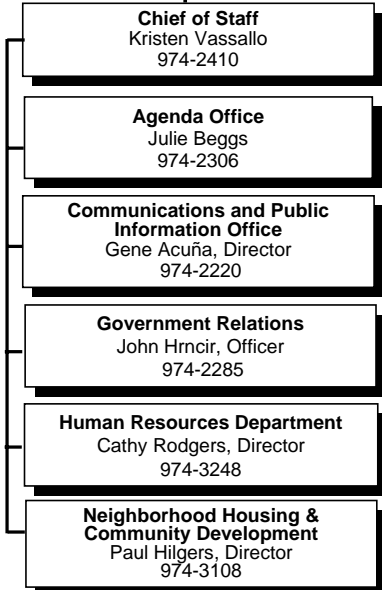 Chief of Staff
Kristen Vassallo
974-2410
Agenda Office
Julie Beggs
974-2306
Communications and Public
Information Office
Gene Acuña, Director
974-2220
Government Relations
John Hrncir, Officer
974-2285
Human Resources Department
Cathy Rodgers, Director
974-3248
Neighborhood Housing &
Community Development
Paul Hilgers, Director
974-3108